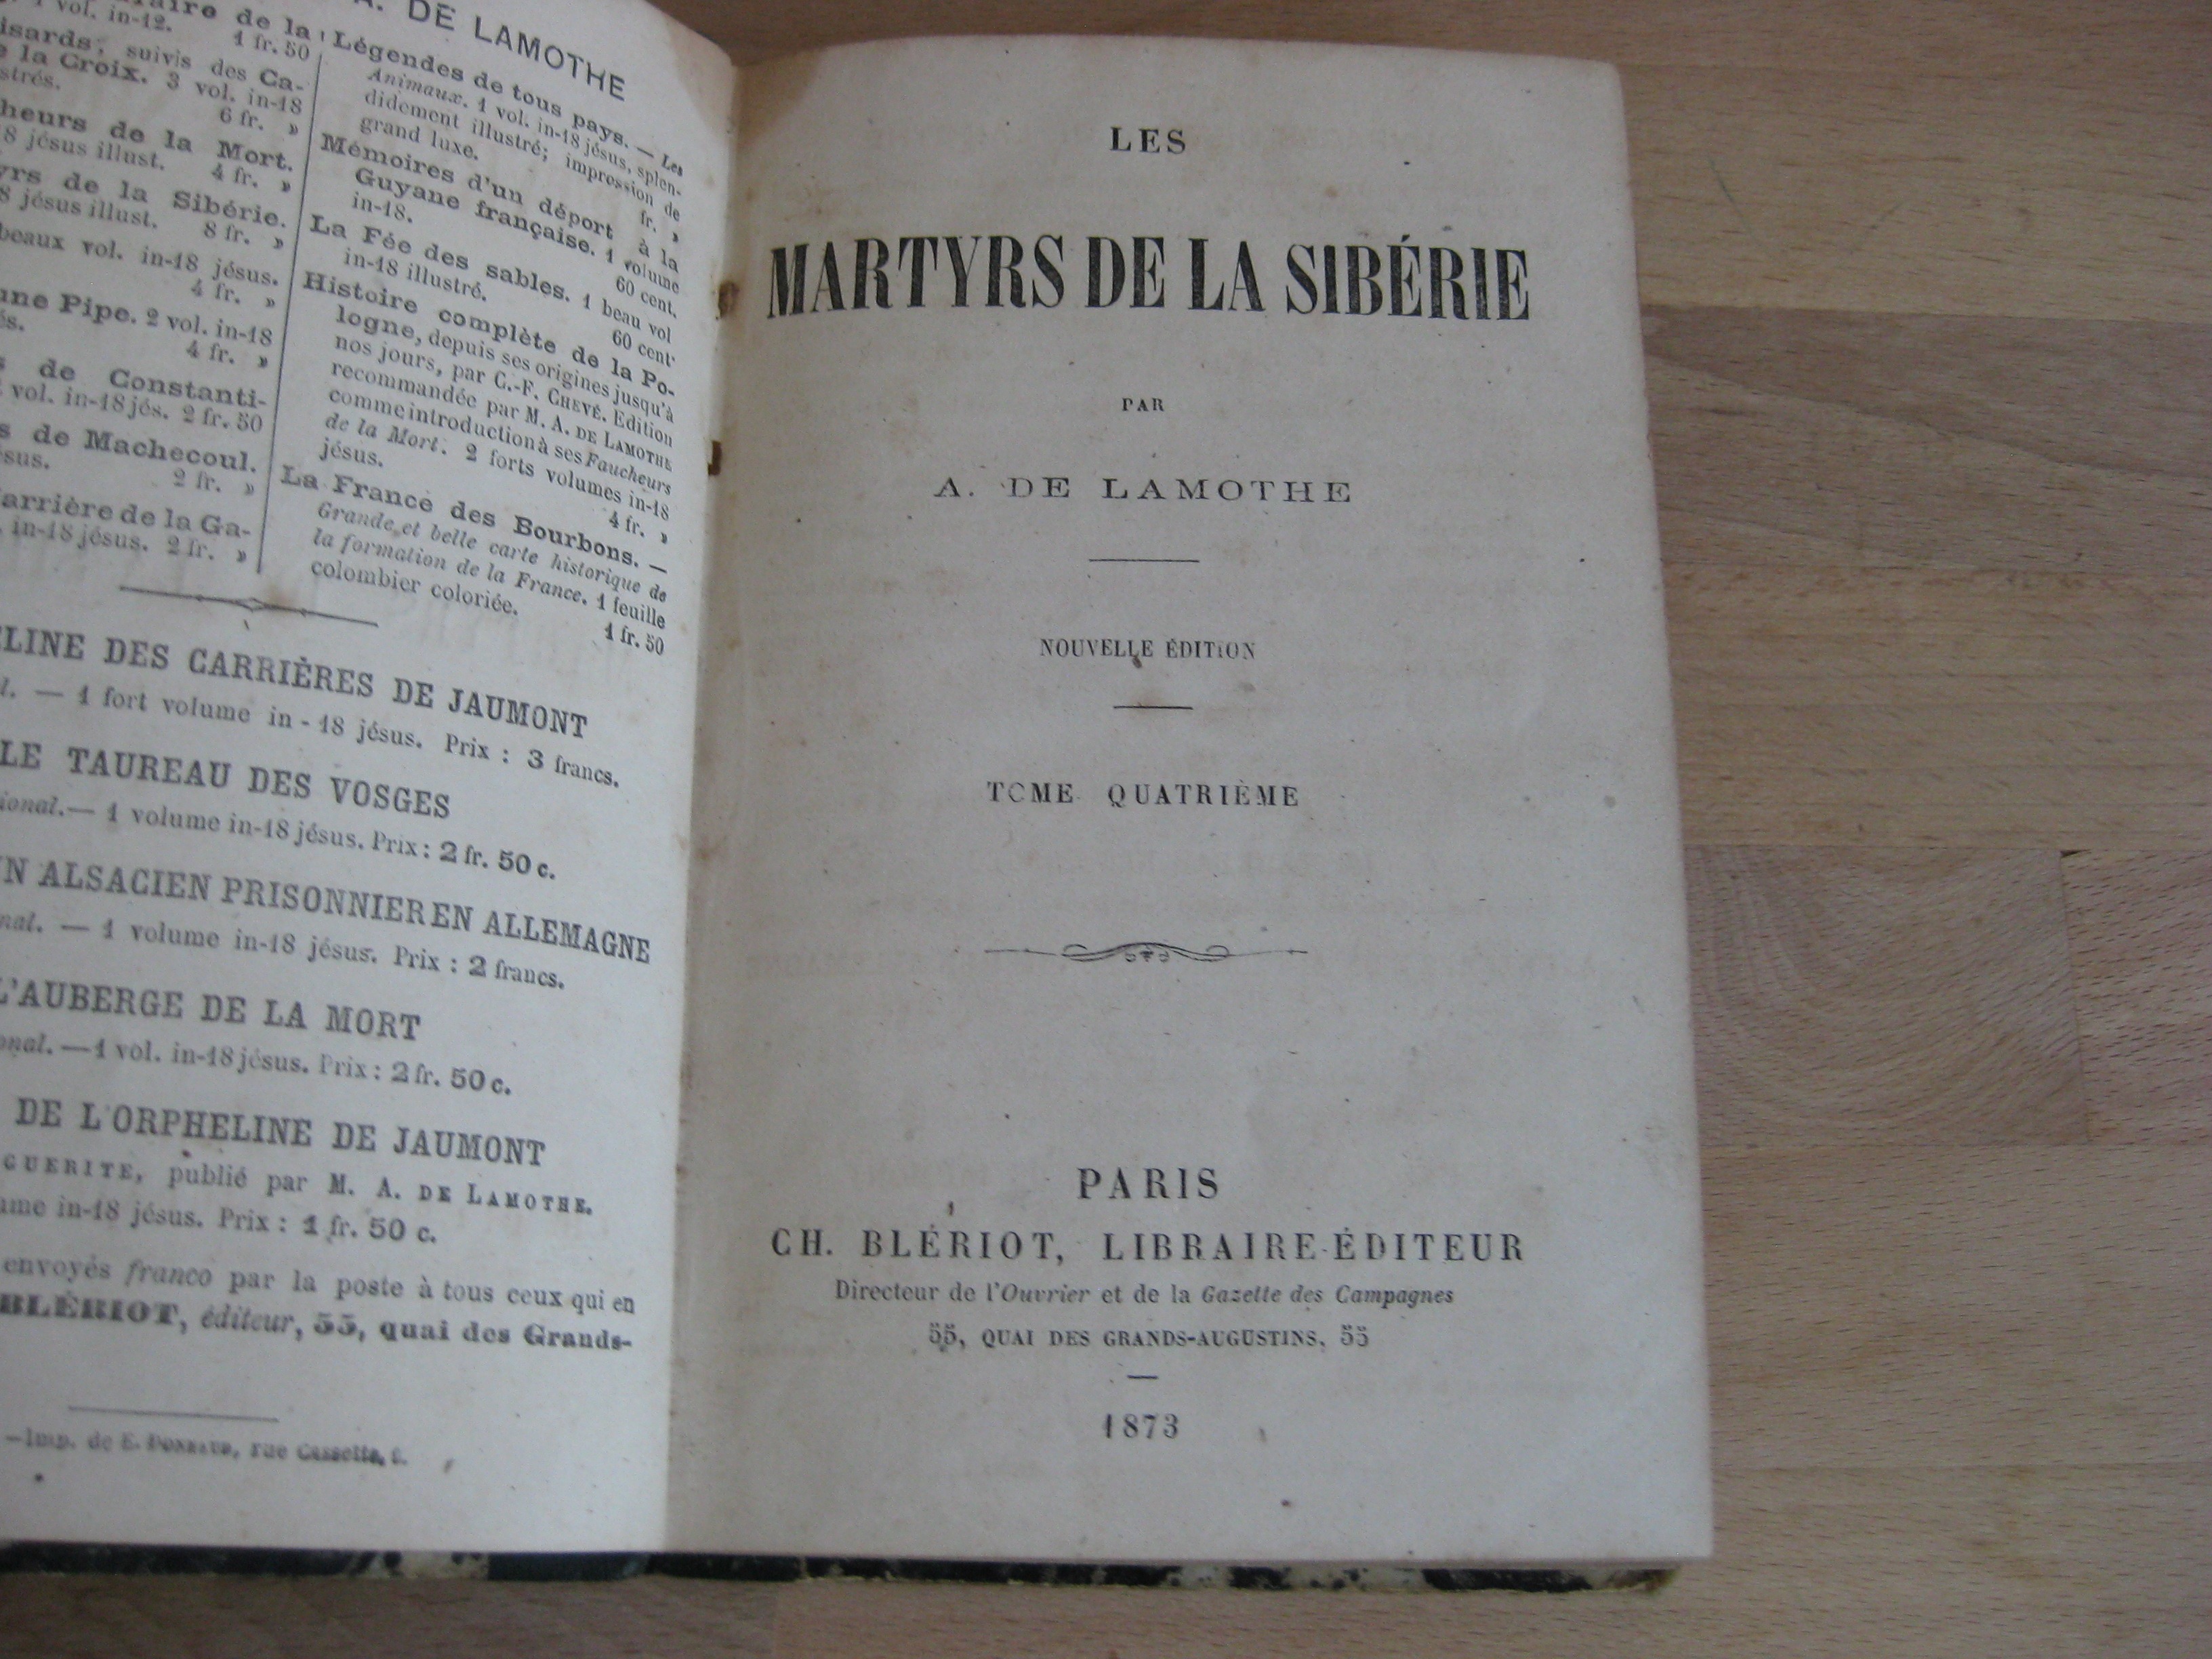 A. DE LAMOTHE
de la
vol. in-12. 1 fr. 50
suivis des Ca-
la Croix. 3 vol. in-18
6 fr. »
de la Mort.
jésus illust. 4 fr. »
de la Sibérie.
jésus illust. 8 fr. »
beaux vol. in-18 jésus.
4 fr. »
Pipe. 2 vol. in-18
4 fr. »
de Constanti-
vol. in-18 jés. 2 fr. 50
de Machecoul.
2 fr. »
de la Ga-
in-18 jésus. 2 fr. »
Légendes de tous pays. — Les
Animaux. 1 vol. in-18 jésus, splen-
didement illustré; impression de
grand luxe. fr. »
Mémoires d'un déport à la
Guyane française. 1 volume
in-18. 60 cent.
La Fée des sables. 1 beau vol
in-18 illustré. 60 cent.
Histoire complète de la Po-
logne, depuis ses origines jusqu'à
nos jours, par C.-F. CHEVÉ. Edition
recommandée par M. A. DE LAMOTHE
comme introduction à ses Faucheurs
de la Mort. 2 forts volumes in-18
jésus. 4 fr. »
La France des Bourbons. —
Grande et belle carte historique de
la formation de la France. 1 feuille
colombier coloriée. 1 fr. 50
DES CARRIÈRES DE JAUMONT
— 1 fort volume in-18 jésus. Prix : 3 francs.
LE TAUREAU DES VOSGES
— 1 volume in-18 jésus. Prix : 2 fr. 50 c.
ALSACIEN PRISONNIER EN ALLEMAGNE
— 1 volume in-18 jésus. Prix : 2 francs.
L'AUBERGE DE LA MORT
— 1 vol. in-18 jésus. Prix : 2 fr. 50 c.
DE L'ORPHELINE DE JAUMONT
publié par M. A. DE LAMOTHE.
in-18 jésus. Prix : 1 fr. 50 c.
envoyés franco par la poste à tous ceux qui en
BLÉRIOT, éditeur, 55, quai des Grands-
—Imp. de E. DONNAUD, rue Cassette,
LES
MARTYRS DE LA SIBÉRIE
PAR
A. DE LAMOTHE
NOUVELLE ÉDITION
TOME QUATRIÈME
PARIS
CH. BLÉRIOT, LIBRAIRE-ÉDITEUR
Directeur de l'Ouvrier et de la Gazette des Campagnes
55, QUAI DES GRANDS-AUGUSTINS, 55
1873